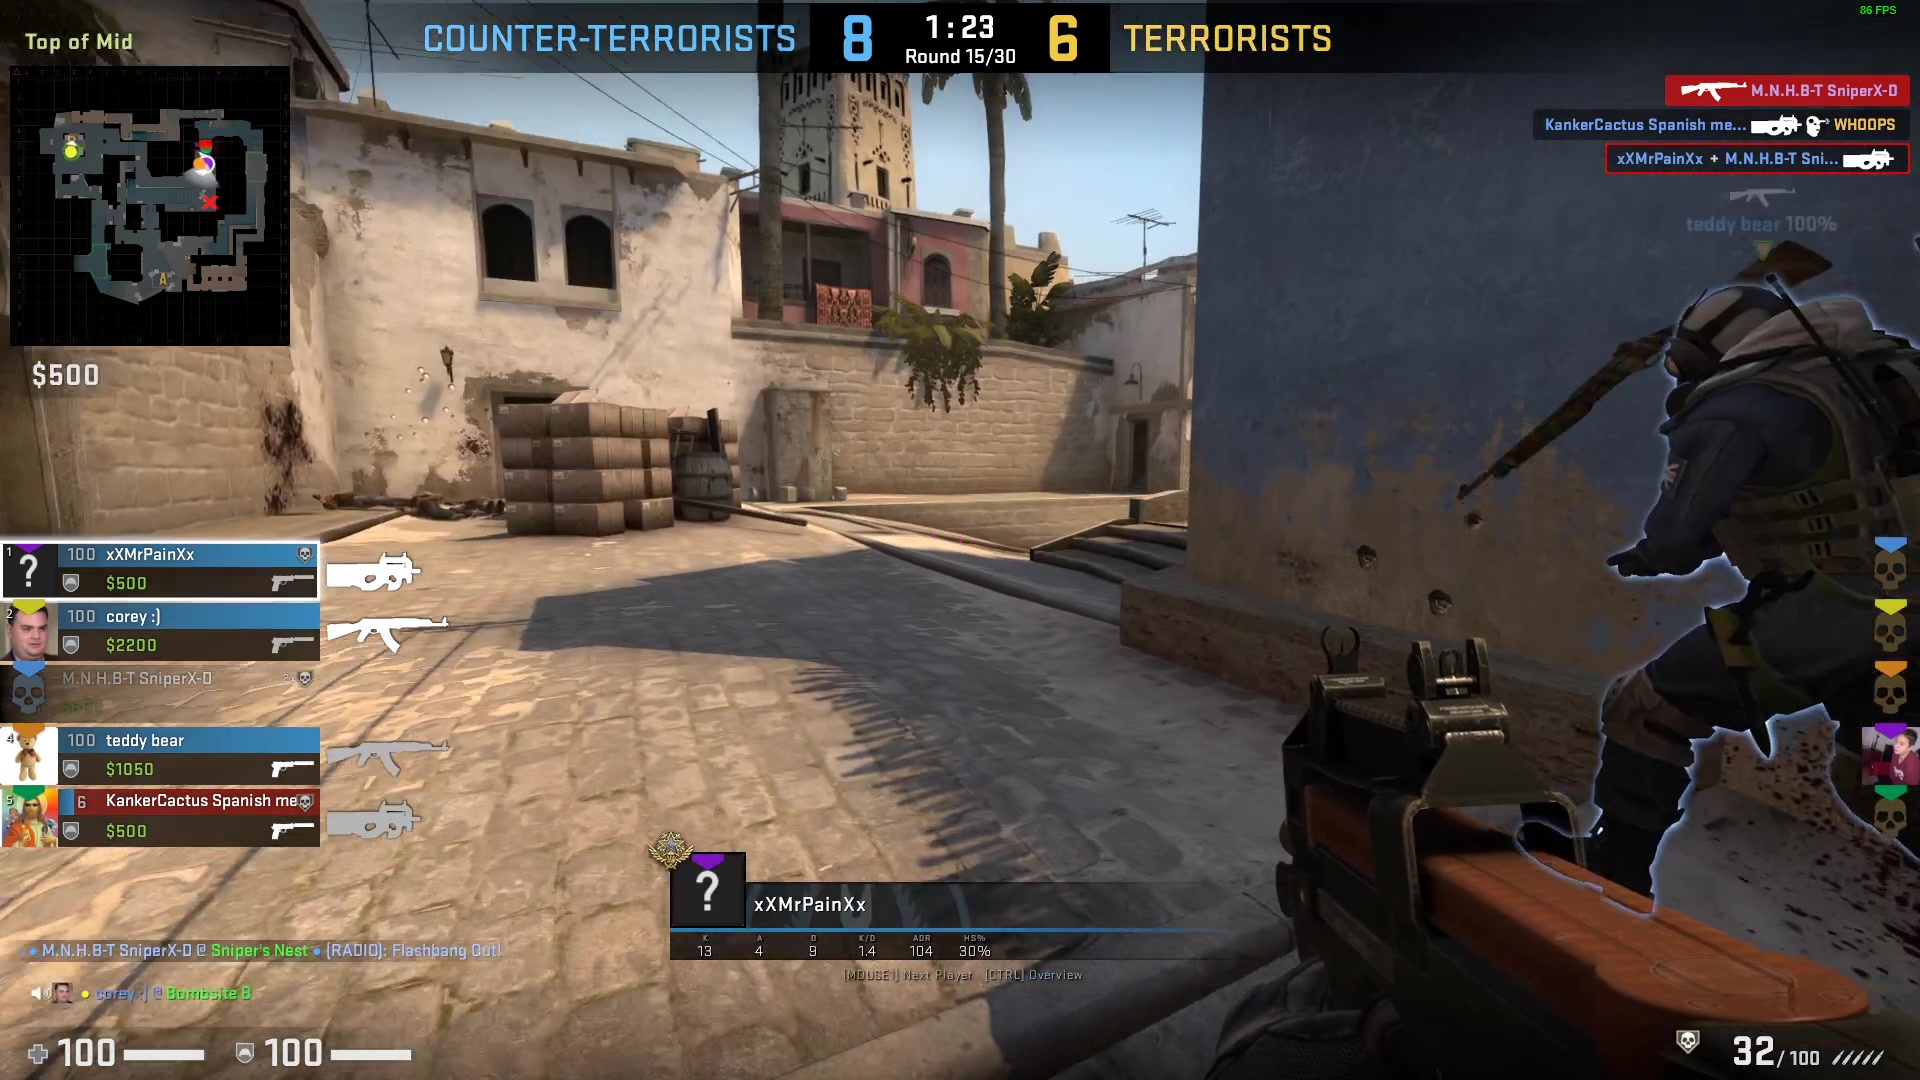 86 FPS
Top of Mid
COUNTER-TERRORISTS 8 1:23 6 TERRORISTS
Round 15/30
M.N.H.B-T SniperX-D
KankerCactus Spanish me... WHOOPS
xXMrPainXx + M.N.H.B-T Sni...
teddy bear 100%
B
A
$500
1 ? 100 xXMrPainXx
$500
2 100 corey :)
$2200
M.N.H.B-T SniperX-D 2x
4 100 teddy bear
$1050
5 6 KankerCactus Spanish me
$500
? xXMrPainXx
K A D K/D ADR HS%
13 4 9 1.4 104 30%
[MOUSE1] Next Player [CTRL] Overview
• M.N.H.B-T SniperX-D @ Sniper's Nest • (RADIO): Flashbang Out!
• corey :) @ Bombsite B
100 100
32 / 100